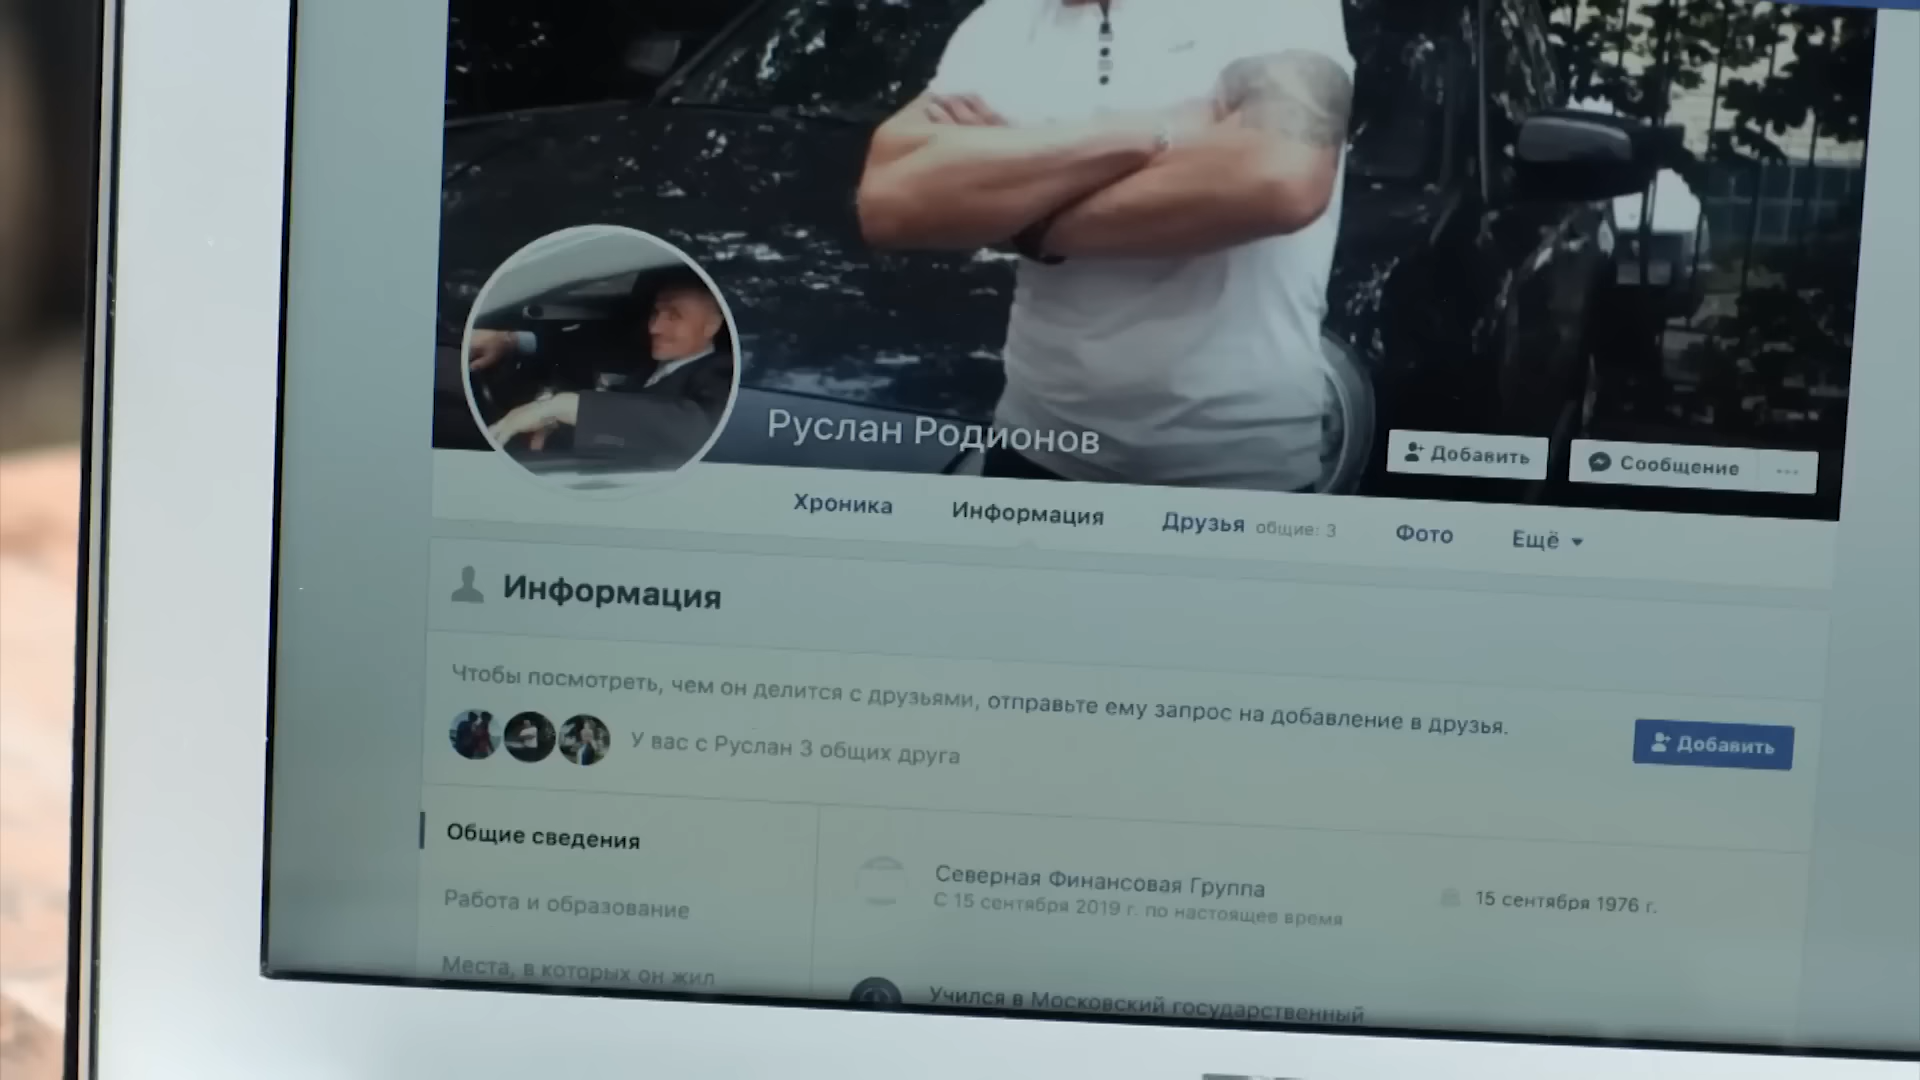 Руслан Родионов
Добавить
Сообщение
Хроника
Информация
Друзья общие: 3
Фото
Ещё
Информация
Чтобы посмотреть, чем он делится с друзьями, отправьте ему запрос на добавление в друзья.
У вас с Руслан 3 общих друга
Добавить
Общие сведения
Работа и образование
Места, в которых он жил
Северная Финансовая Группа
С 15 сентября 2019 г. по настоящее время
15 сентября 1976 г.
Учился в Московский государственный